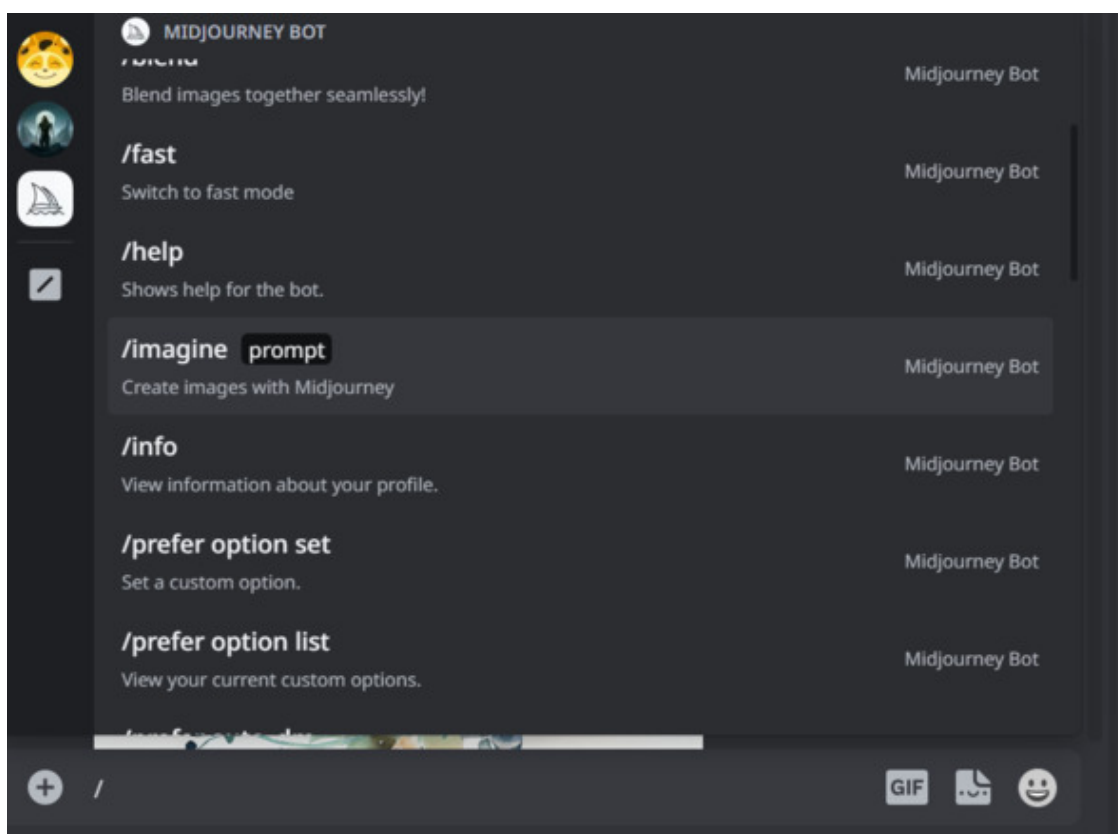 MIDJOURNEY BOT
/blend
Blend images together seamlessly!
Midjourney Bot
/fast
Switch to fast mode
Midjourney Bot
/help
Shows help for the bot.
Midjourney Bot
/imagine prompt
Create images with Midjourney
Midjourney Bot
/info
View information about your profile.
Midjourney Bot
/prefer option set
Set a custom option.
Midjourney Bot
/prefer option list
View your current custom options.
Midjourney Bot
/
GIF